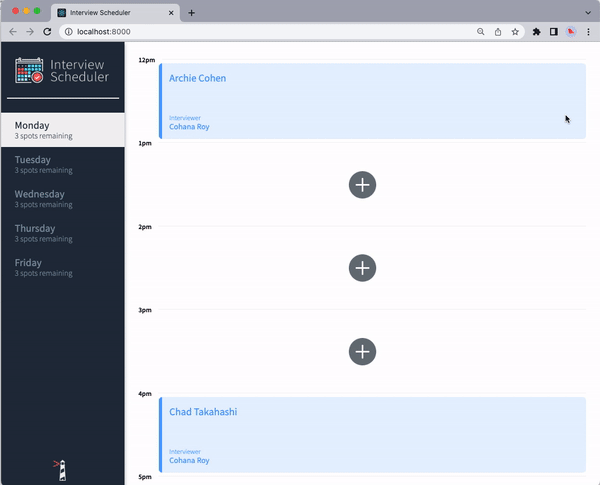 Interview Scheduler
localhost:8000
Interview
Scheduler
Monday
3 spots remaining
Tuesday
3 spots remaining
Wednesday
3 spots remaining
Thursday
3 spots remaining
Friday
3 spots remaining
12pm
Archie Cohen
Interviewer
Cohana Roy
1pm
2pm
3pm
4pm
Chad Takahashi
Interviewer
Cohana Roy
5pm